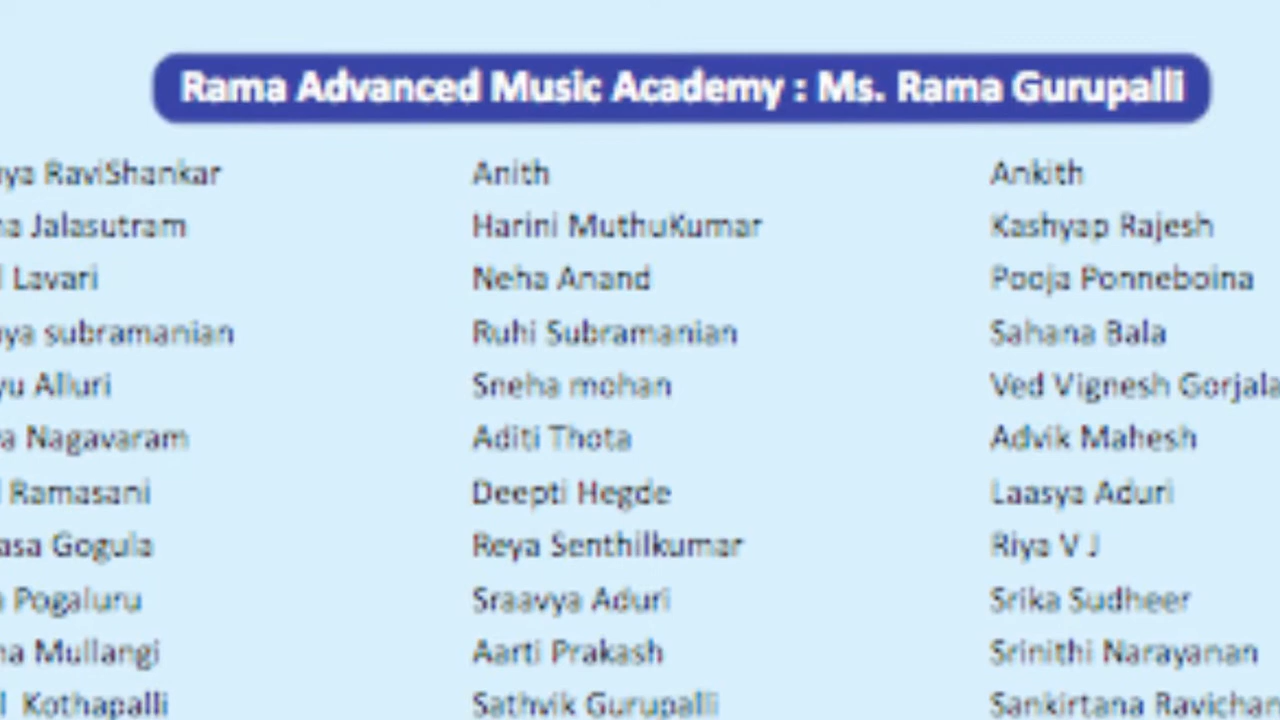 Rama Advanced Music Academy : Ms. Rama Gurupalli
RaviShankar Anith Ankith
Jalasutram Harini MuthuKumar Kashyap Rajesh
Lavari Neha Anand Pooja Ponneboina
subramanian Ruhi Subramanian Sahana Bala
Alluri Sneha mohan Ved Vignesh Gorjala
Nagavaram Aditi Thota Advik Mahesh
Ramasani Deepti Hegde Laasya Aduri
Gogula Reya Senthilkumar Riya V J
Pogaluru Sraavya Aduri Srika Sudheer
Mullangi Aarti Prakash Srinithi Narayanan
Kothapalli Sathvik Gurupalli Sankirtana